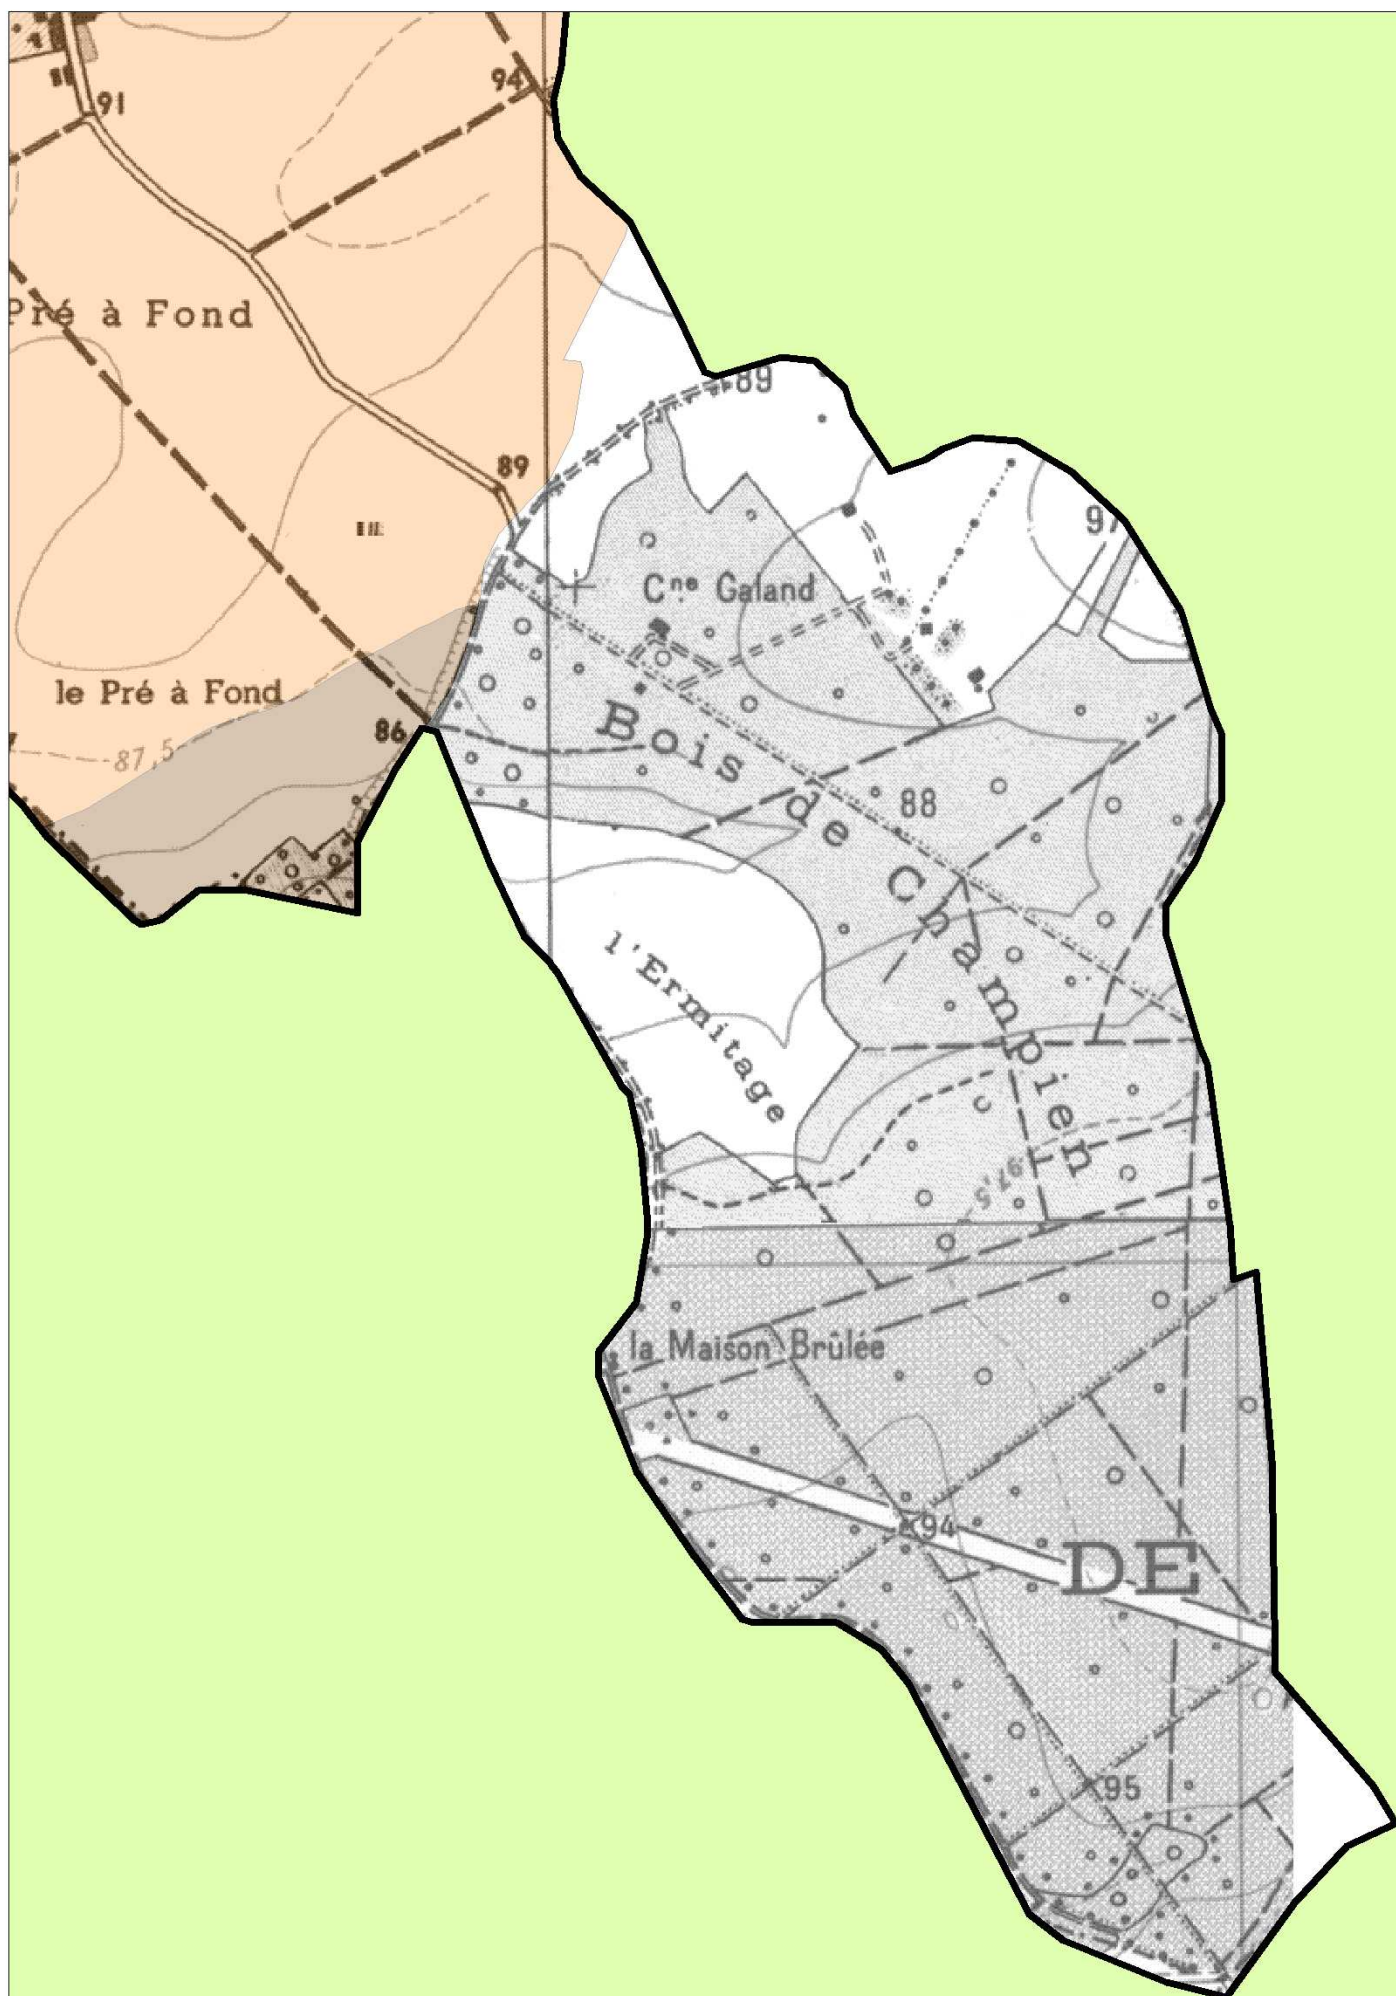 91
94
Pré à Fond
89
89
97
Cne Galand
le Pré à Fond
86
87,5
Bois de Champien
88
l'Ermitage
97,5
la Maison Brûlée
94
DE
95